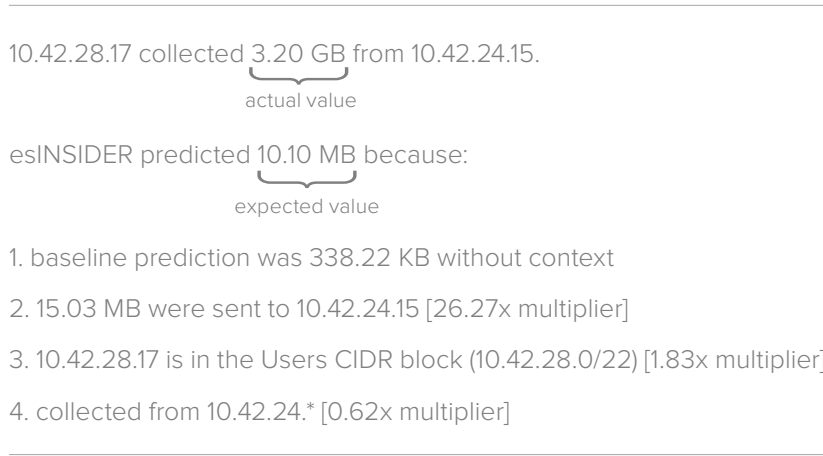 10.42.28.17 collected 3.20 GB from 10.42.24.15.
actual value
esINSIDER predicted 10.10 MB because:
expected value
1. baseline prediction was 338.22 KB without context
2. 15.03 MB were sent to 10.42.24.15 [26.27x multiplier]
3. 10.42.28.17 is in the Users CIDR block (10.42.28.0/22) [1.83x multiplier]
4. collected from 10.42.24.* [0.62x multiplier]